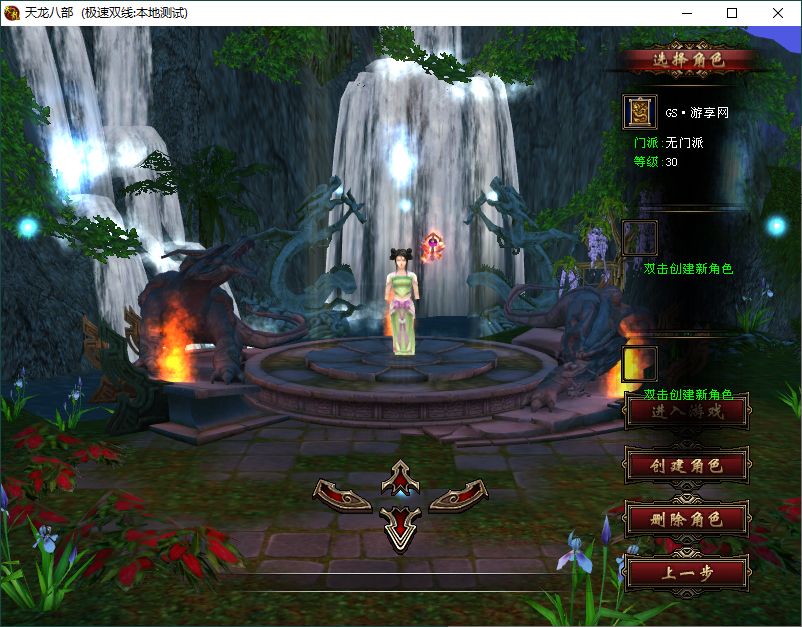 天龙八部 (极速双线:本地测试)
选择角色
GS·游享网
门派:无门派
等级:30
双击创建新角色
双击创建新角色
进入游戏
创建角色
删除角色
上一步